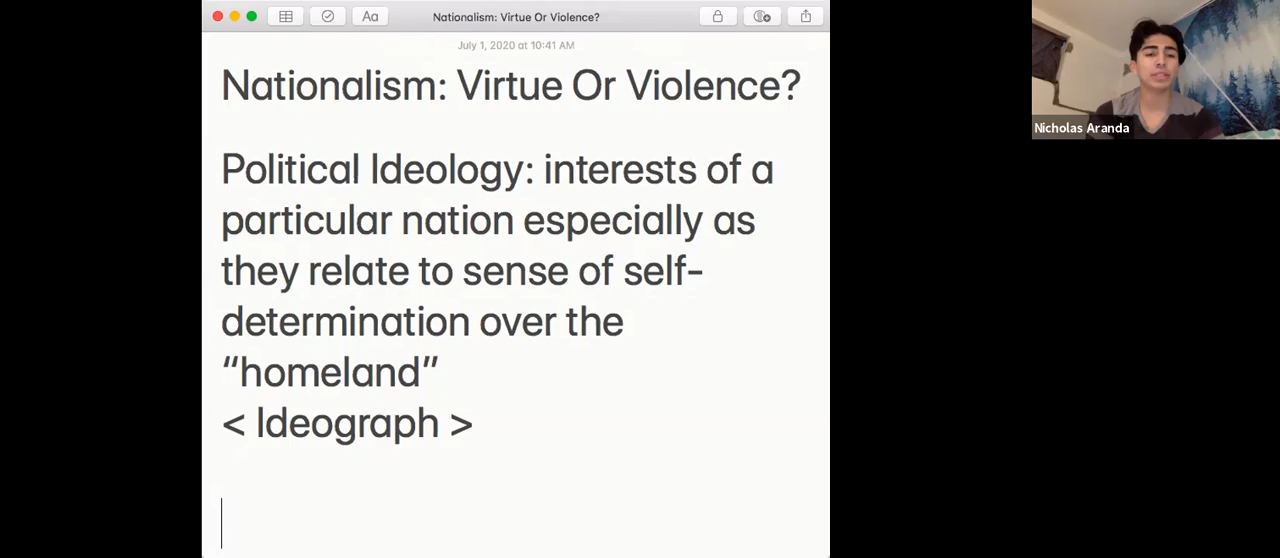 Aa
Nationalism: Virtue Or Violence?
July 1, 2020 at 10:41 AM
Nationalism: Virtue Or Violence?
Political Ideology: interests of a
particular nation especially as
they relate to sense of self-
determination over the
“homeland”
< Ideograph >
Nicholas Aranda